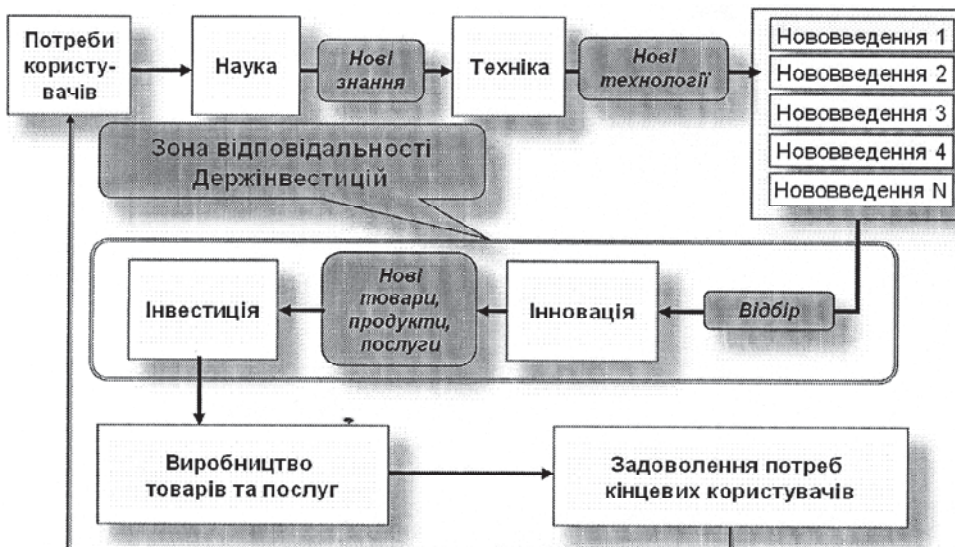 Потреби
користу-
вачів
Наука
Нові
знання
Техніка
Нові
технології
Нововведення 1
Нововведення 2
Нововведення 3
Нововведення 4
Нововведення N
Зона відповідальності
Держінвестицій
Інвестиція
Нові
товари,
продукти,
послуги
Інновація
Відбір
Виробництво
товарів та послуг
Задоволення потреб
кінцевих користувачів